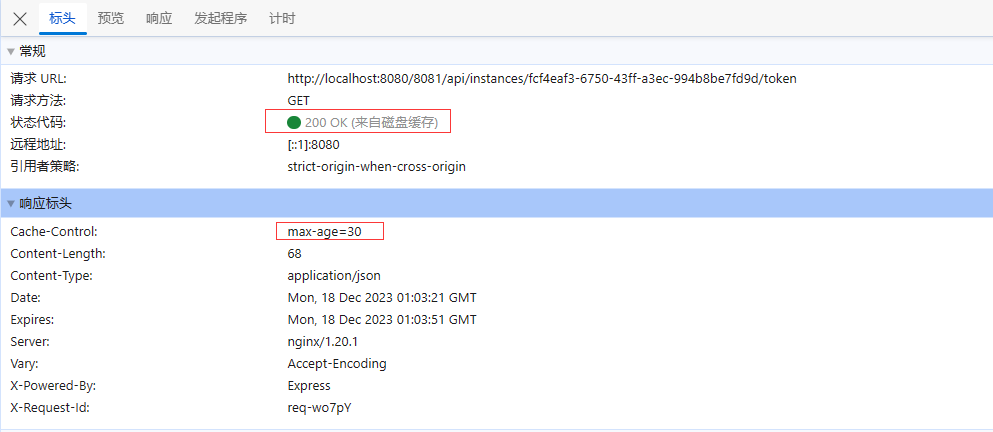 标头 预览 响应 发起程序 计时
常规
请求 URL: http://localhost:8080/8081/api/instances/fcf4eaf3-6750-43ff-a3ec-994b8be7fd9d/token
请求方法: GET
状态代码: 200 OK (来自磁盘缓存)
远程地址: [::1]:8080
引用者策略: strict-origin-when-cross-origin
响应标头
Cache-Control: max-age=30
Content-Length: 68
Content-Type: application/json
Date: Mon, 18 Dec 2023 01:03:21 GMT
Expires: Mon, 18 Dec 2023 01:03:51 GMT
Server: nginx/1.20.1
Vary: Accept-Encoding
X-Powered-By: Express
X-Request-Id: req-wo7pY